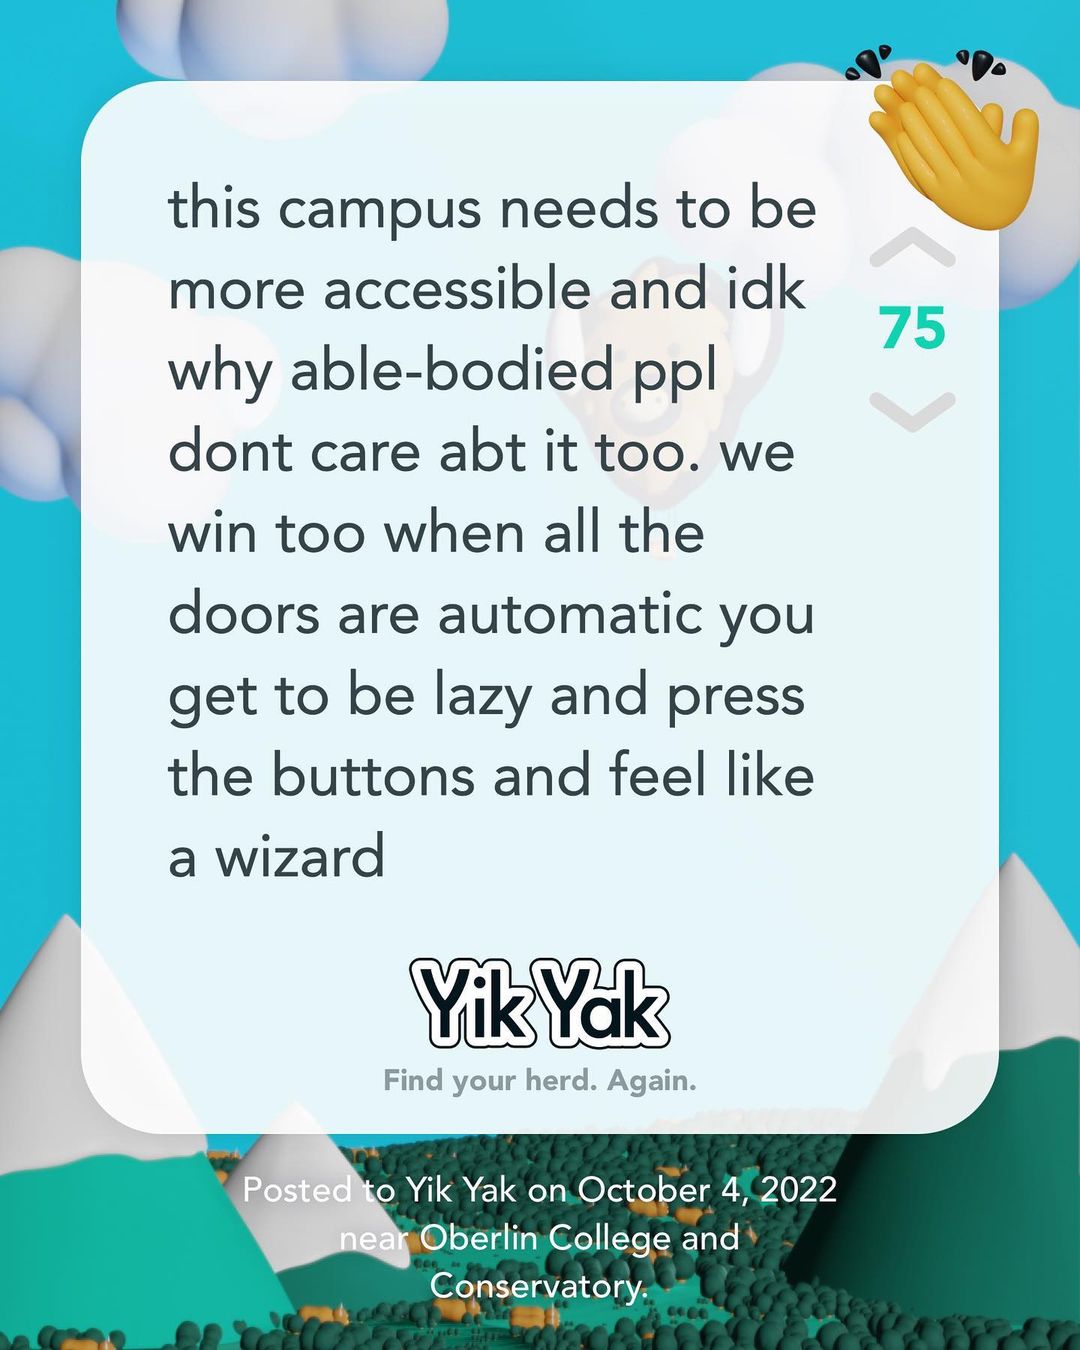 this campus needs to be
more accessible and idk
why able-bodied ppl
dont care abt it too. we
win too when all the
doors are automatic you
get to be lazy and press
the buttons and feel like
a wizard
75
Yik Yak
Find your herd. Again.
Posted to Yik Yak on October 4, 2022
near Oberlin College and
Conservatory.